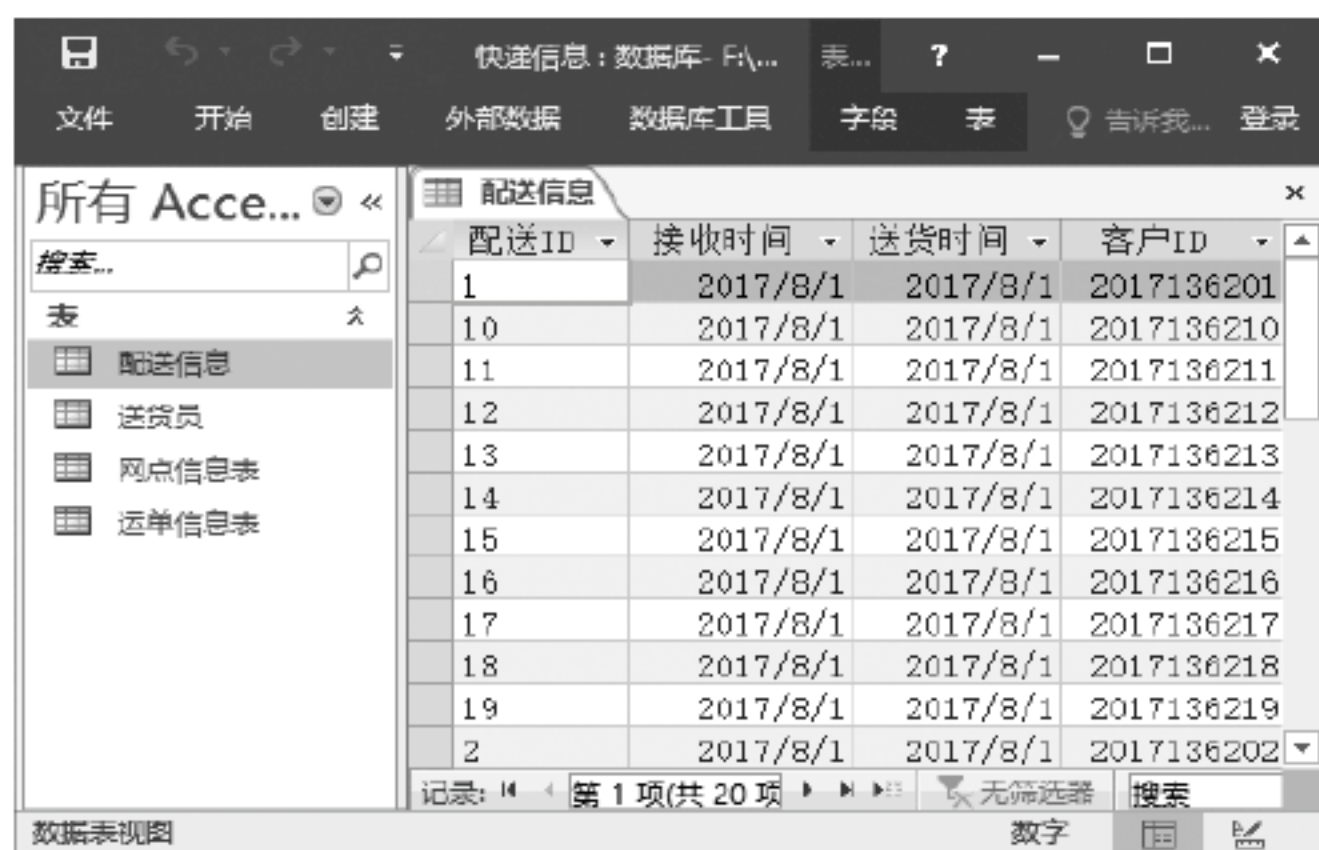 快递信息：数据库- F:\... 表... ?
文件 开始 创建 外部数据 数据库工具 字段 表 告诉我... 登录
所有 Acce...
搜索...
表
配送信息
送货员
网点信息表
运单信息表
配送信息
配送ID 接收时间 送货时间 客户ID
1 2017/8/1 2017/8/1 2017136201
10 2017/8/1 2017/8/1 2017136210
11 2017/8/1 2017/8/1 2017136211
12 2017/8/1 2017/8/1 2017136212
13 2017/8/1 2017/8/1 2017136213
14 2017/8/1 2017/8/1 2017136214
15 2017/8/1 2017/8/1 2017136215
16 2017/8/1 2017/8/1 2017136216
17 2017/8/1 2017/8/1 2017136217
18 2017/8/1 2017/8/1 2017136218
19 2017/8/1 2017/8/1 2017136219
2 2017/8/1 2017/8/1 2017136202
记录: 第 1 项(共 20 项 无筛选器 搜索
数据表视图 数字